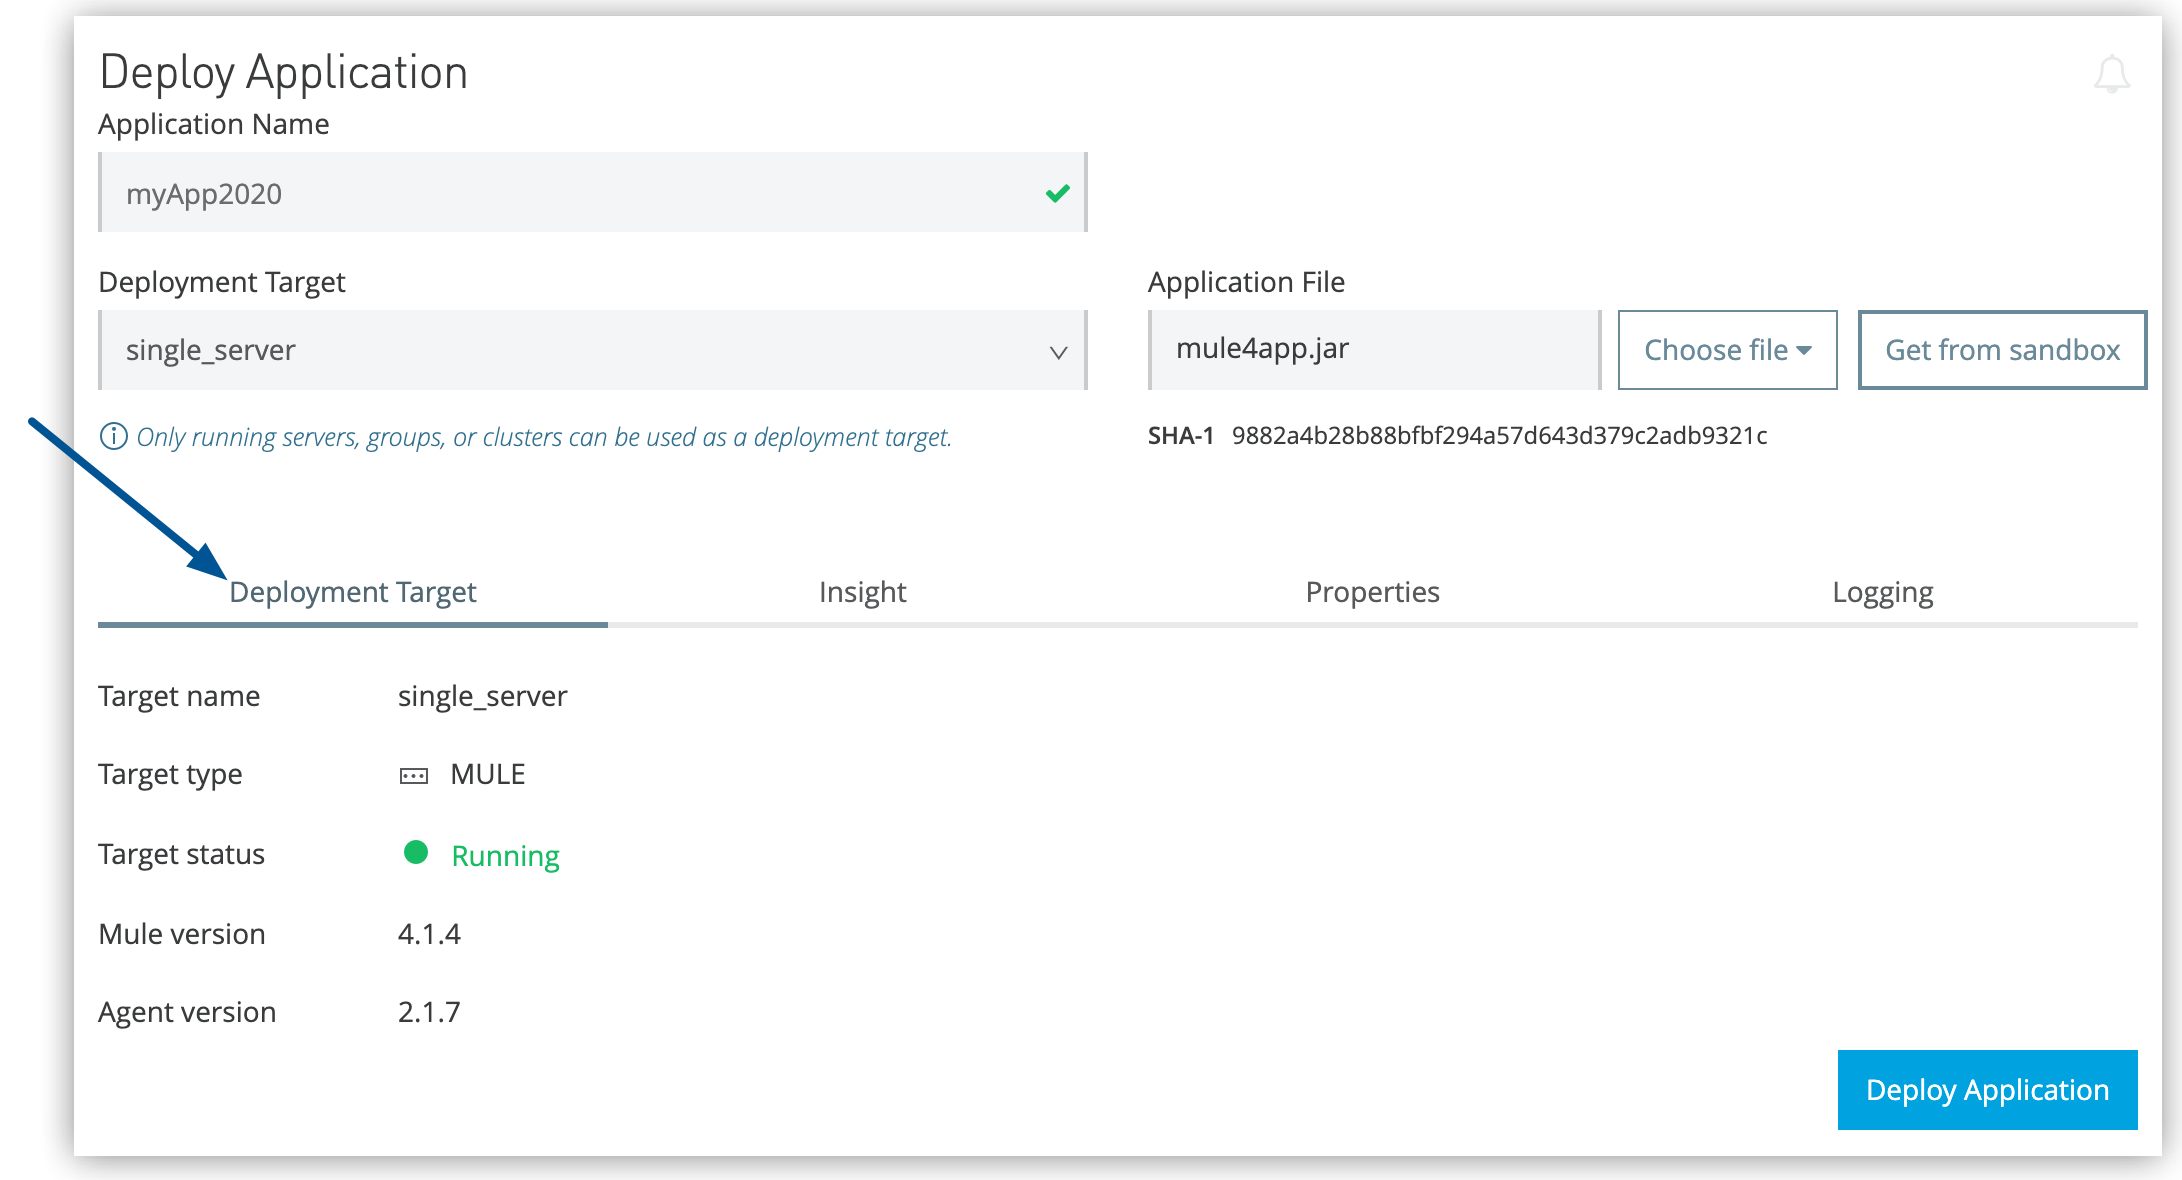 Deploy Application
Application Name
myApp2020
Deployment Target
single_server
Only running servers, groups, or clusters can be used as a deployment target.
Application File
mule4app.jar
Choose file
Get from sandbox
SHA-1 9882a4b28b88bfbf294a57d643d379c2adb9321c
Deployment Target Insight Properties Logging
Target name single_server
Target type MULE
Target status Running
Mule version 4.1.4
Agent version 2.1.7
Deploy Application